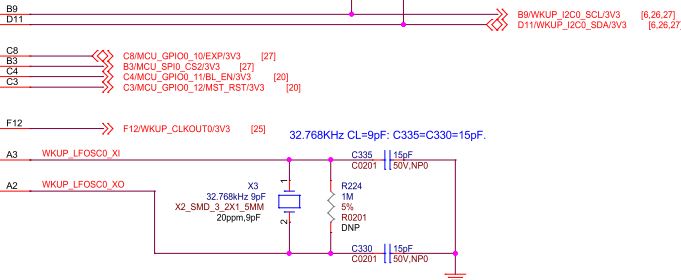 B9 B9/WKUP_I2C0_SCL/3V3 [6,26,27]
D11 D11/WKUP_I2C0_SDA/3V3 [6,26,27]
C8 C8/MCU_GPIO0_10/EXP/3V3 [27]
B3 B3/MCU_SPI0_CS2/3V3 [27]
C4 C4/MCU_GPIO0_11/BL_EN/3V3 [20]
C3 C3/MCU_GPIO0_12/MST_RST/3V3 [20]
F12 F12/WKUP_CLKOUT0/3V3 [25]
32.768KHz CL=9pF: C335=C330=15pF.
A3 WKUP_LFOSC0_XI C335 15pF
C0201 50V,NP0
A2 WKUP_LFOSC0_XO
1
X3 R224
32.768kHz 9pF 1M
X2_SMD_3_2X1_5MM 5%
20ppm,9pF R0201
2 DNP
C330 15pF
C0201 50V,NP0